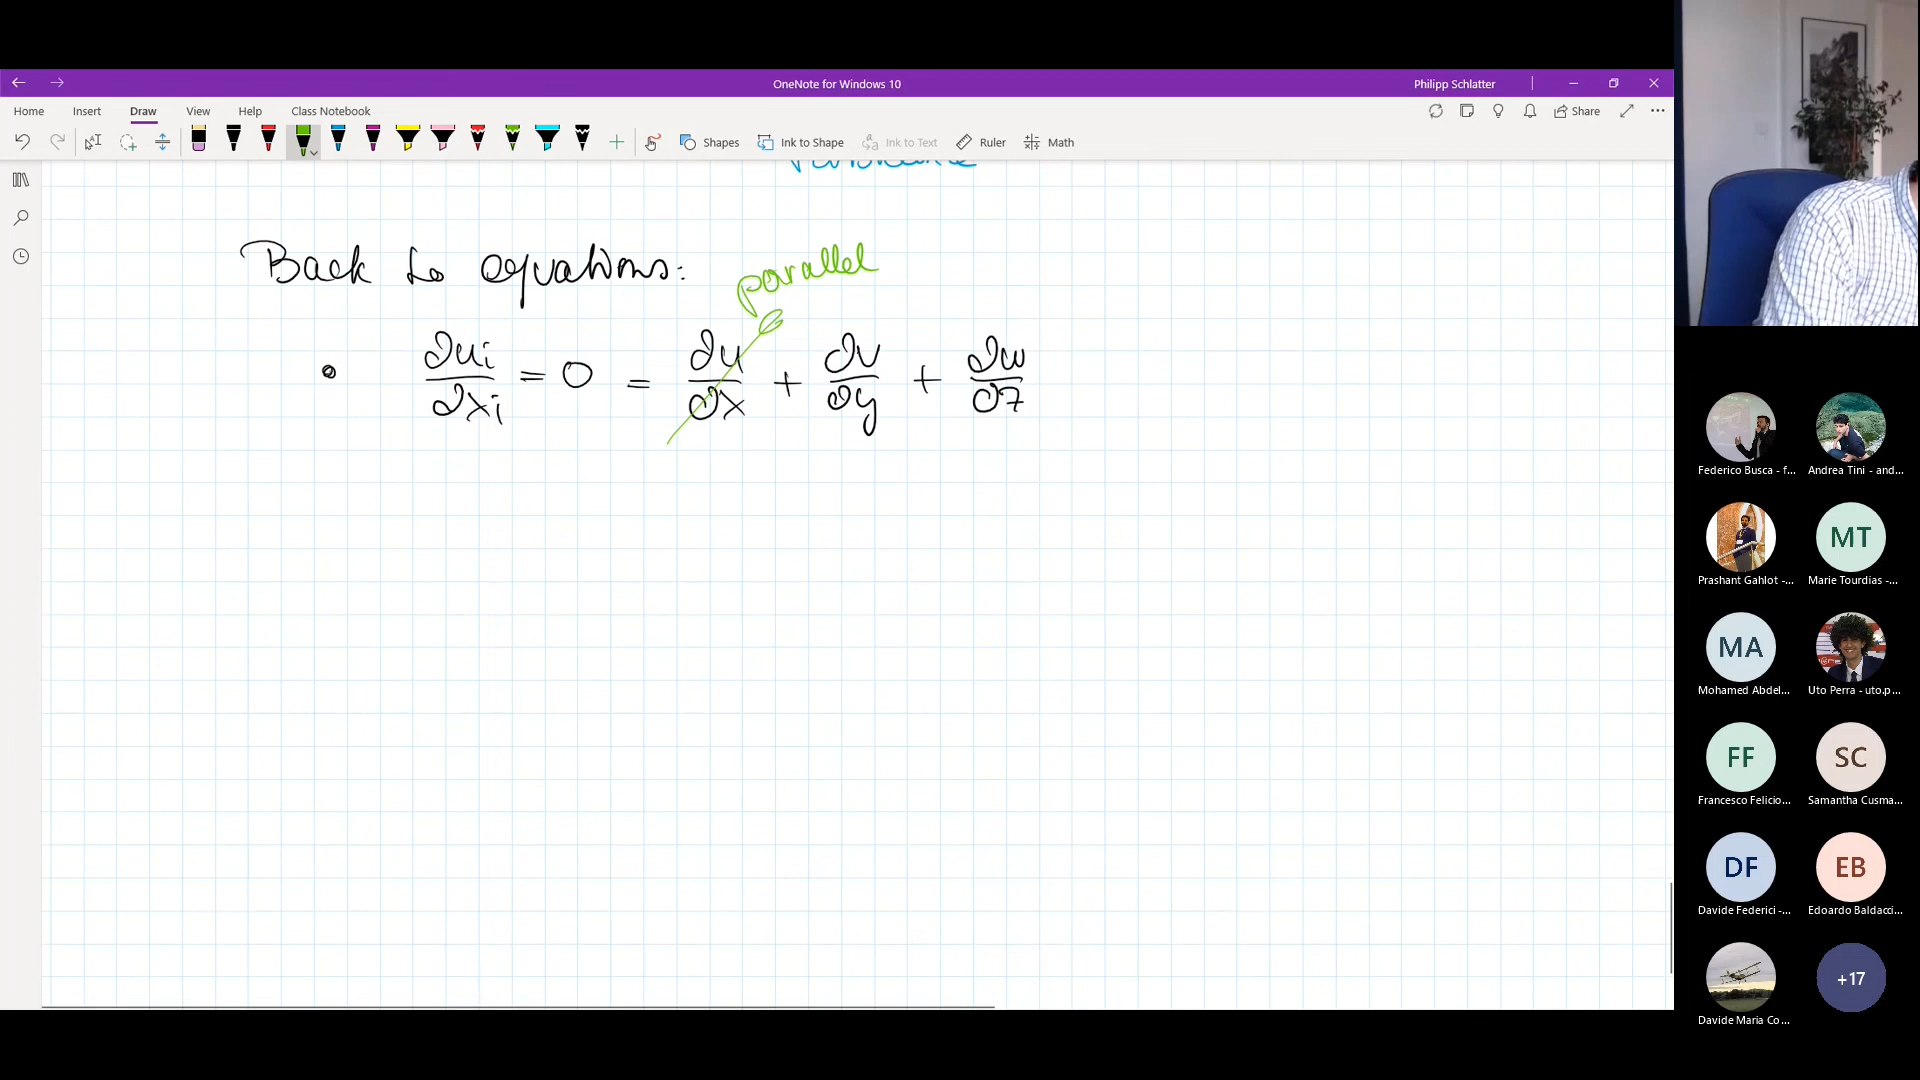 OneNote for Windows 10
Philipp Schlatter
Home Insert Draw View Help Class Notebook
Share
Shapes Ink to Shape Ink to Text Ruler Math
Back to equations:
parallel
∂ui/∂xi = 0 = ∂u/∂x + ∂v/∂y + ∂w/∂z
Federico Busca - f... Andrea Tini - and...
MT
Prashant Gahlot -... Marie Tourdias -...
MA
Mohamed Abdel... Uto Perra - uto.p...
FF SC
Francesco Felicio... Samantha Cusma...
DF EB
Davide Federici -... Edoardo Baldacci...
+17
Davide Maria Co...